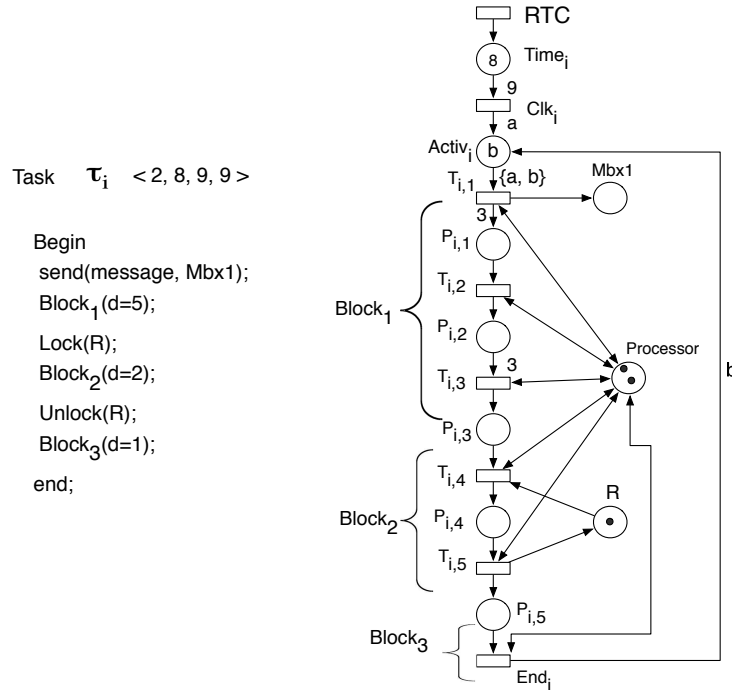 RTC
8
Time_i
9
Clk_i
a
Activ_i
b
{a, b}
Task τ_i < 2, 8, 9, 9 >
Begin
send(message, Mbx1);
Block_1(d=5);
Lock(R);
Block_2(d=2);
Unlock(R);
Block_3(d=1);
end;
T_i,1
Mbx1
3
P_i,1
T_i,2
Block_1
P_i,2
3
T_i,3
P_i,3
Processor
b
T_i,4
R
Block_2
P_i,4
T_i,5
P_i,5
Block_3
End_i